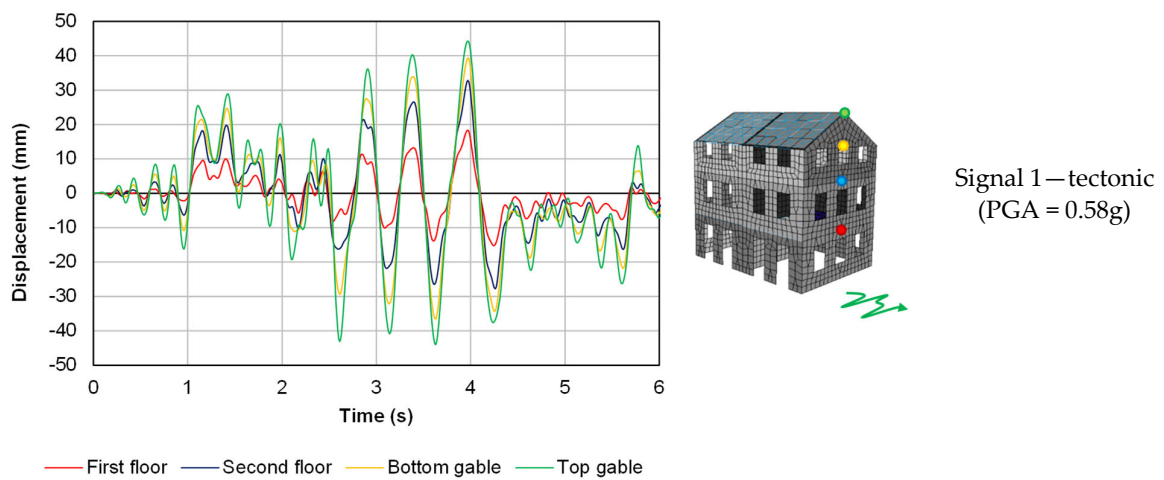 50
40
30
20
10
0
-10
-20
-30
-40
-50
Displacement (mm)
0 1 2 3 4 5 6
Time (s)
First floor Second floor Bottom gable Top gable
Signal 1—tectonic
(PGA = 0.58g)